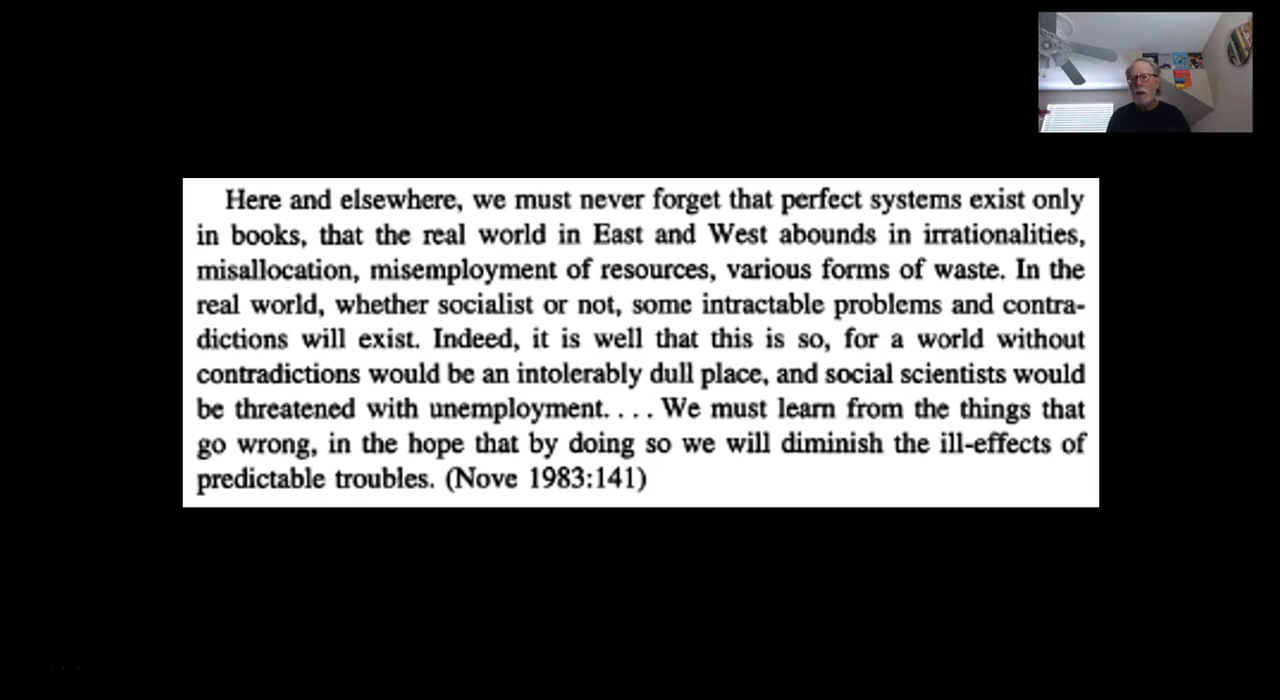 Here and elsewhere, we must never forget that perfect systems exist only
in books, that the real world in East and West abounds in irrationalities,
misallocation, misemployment of resources, various forms of waste. In the
real world, whether socialist or not, some intractable problems and contra-
dictions will exist. Indeed, it is well that this is so, for a world without
contradictions would be an intolerably dull place, and social scientists would
be threatened with unemployment. . . . We must learn from the things that
go wrong, in the hope that by doing so we will diminish the ill-effects of
predictable troubles. (Nove 1983:141)